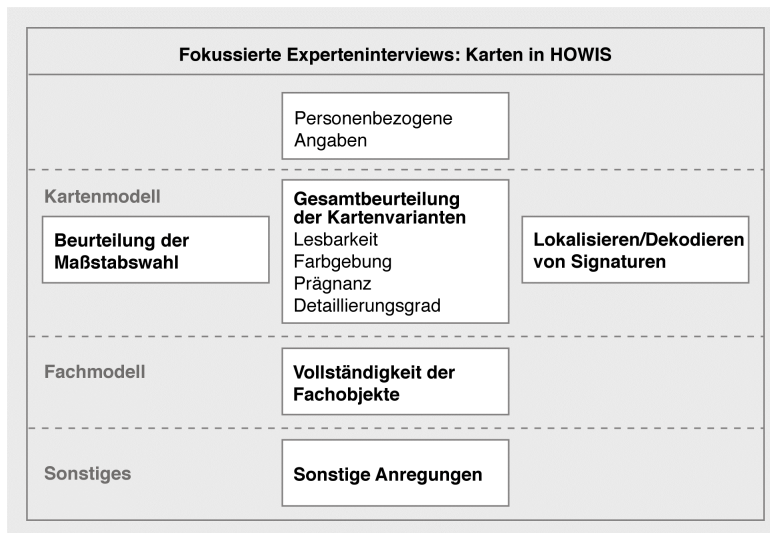 Fokussierte Experteninterviews: Karten in HOWIS
Personenbezogene
Angaben
Kartenmodell
Beurteilung der
Maßstabswahl
Gesamtbeurteilung
der Kartenvarianten
Lesbarkeit
Farbgebung
Prägnanz
Detaillierungsgrad
Lokalisieren/Dekodieren
von Signaturen
Fachmodell
Vollständigkeit der
Fachobjekte
Sonstiges
Sonstige Anregungen